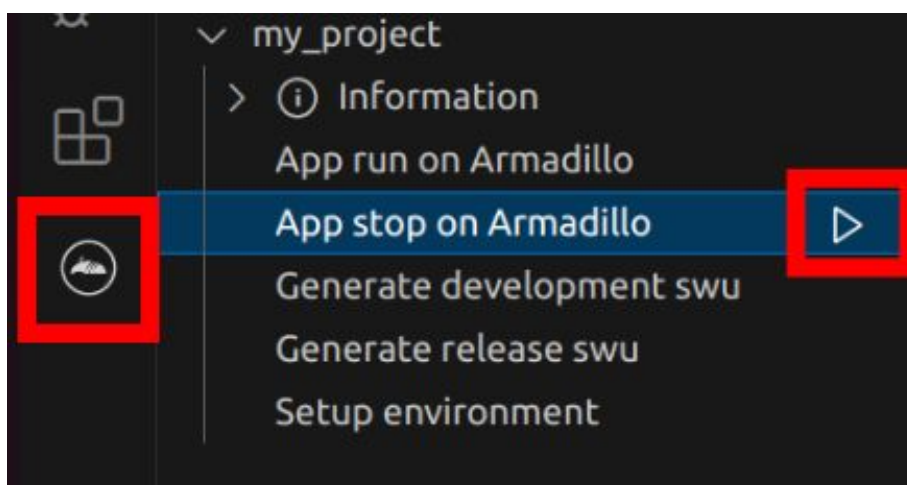 my_project
Information
App run on Armadillo
App stop on Armadillo
Generate development swu
Generate release swu
Setup environment